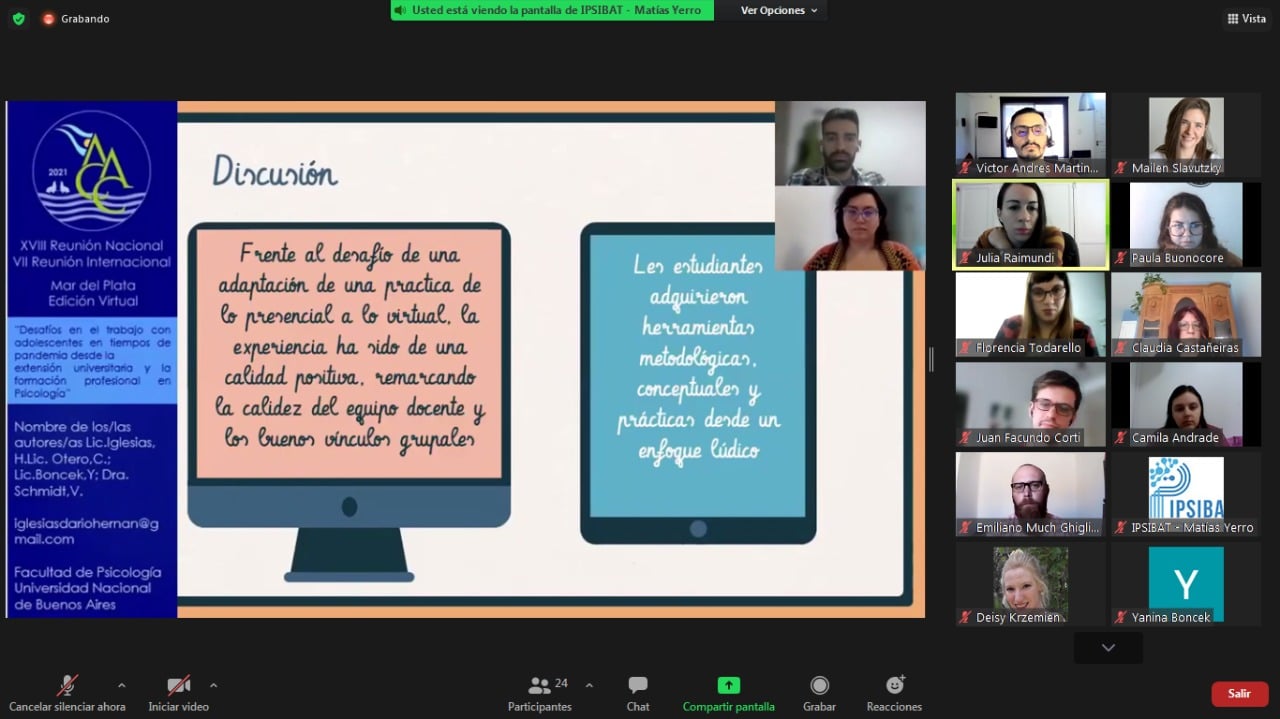 Grabando
Usted está viendo la pantalla de IPSIBAT - Matías Yerro
Ver Opciones
Vista
2021
AACC
XVIII Reunión Nacional
VII Reunión Internacional
Mar del Plata
Edición Virtual
"Desafíos en el trabajo con
adolescentes en tiempos de
pandemia desde la
extensión universitaria y la
formación profesional en
Psicología"
Nombre de los/las
autores/as Lic.Iglesias,
H.Lic. Otero,C.;
Lic.Boncek,Y; Dra.
Schmidt,V.
iglesiasdariohernan@g
mail.com
Facultad de Psicología
Universidad Nacional
de Buenos Aires
Discusión
Frente al desafío de una
adaptación de una practica de
lo presencial a lo virtual, la
experiencia ha sido de una
calidad positiva, remarcando
la calidez del equipo docente y
los buenos vínculos grupales
Les estudiantes
adquirieron
herramientas
metodológicas,
conceptuales y
prácticas desde un
enfoque lúdico
Victor Andres Martin...
Mailen Slavutzky
Julia Raimundi
Paula Buonocore
Florencia Todarello
Claudia Castañeiras
Juan Facundo Corti
Camila Andrade
Emiliano Much Ghigli...
IPSIBA
IPSIBAT - Matías Yerro
Deisy Krzemien
Y
Yanina Boncek
Cancelar silenciar ahora
Iniciar video
24
Participantes
Chat
Compartir pantalla
Grabar
Reacciones
Salir